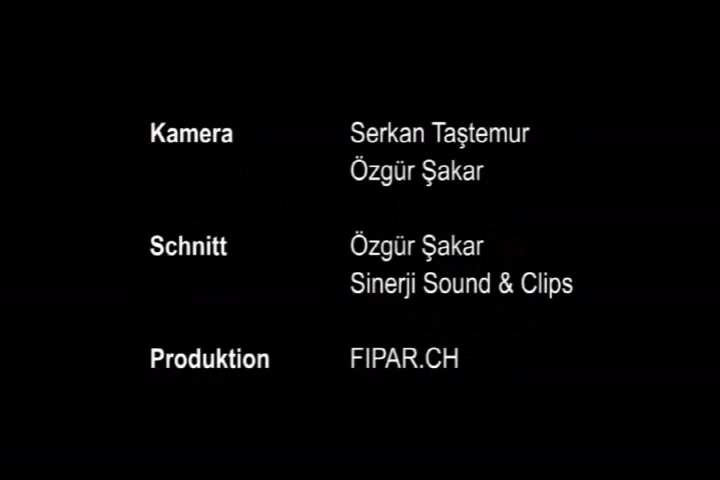 Kamera Serkan Taştemur
Özgür Şakar
Schnitt Özgür Şakar
Sinerji Sound & Clips
Produktion FIPAR.CH